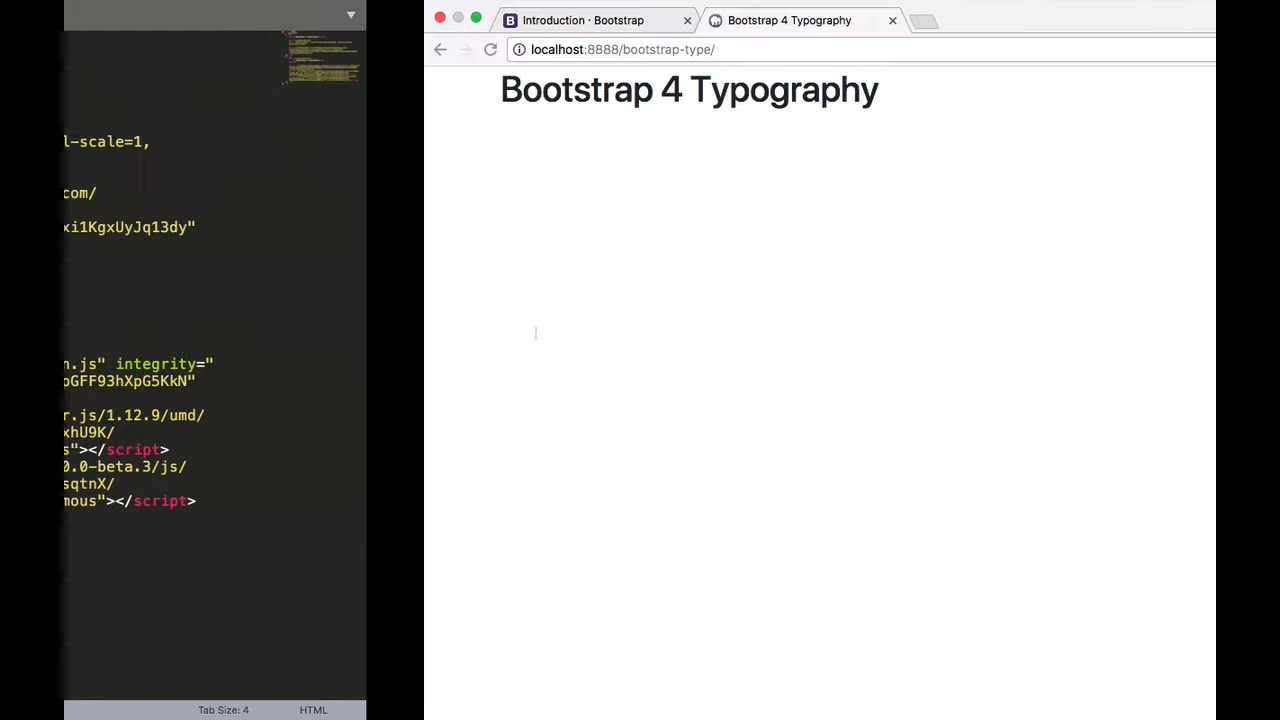 l-scale=1,
com/
xi1KgxUyJq13dy"
n.js" integrity="
pGFF93hXpG5KkN"
r.js/1.12.9/umd/
xhU9K/
s"></script>
0.0-beta.3/js/
sqtnX/
mous"></script>
Tab Size: 4 HTML
Introduction · Bootstrap
Bootstrap 4 Typography
localhost:8888/bootstrap-type/
Bootstrap 4 Typography